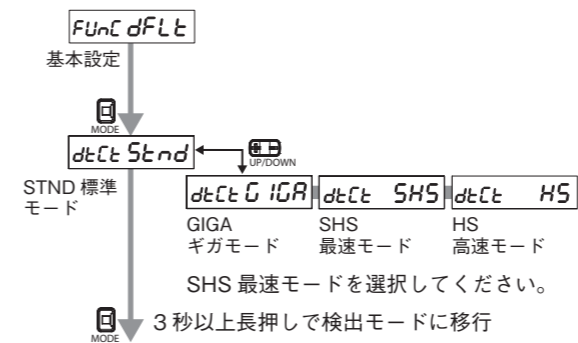 FUnC dFLt
基本設定
MODE
dtCt Stnd
UP/DOWN
STND 標準
モード
dtCt GIGA
dtCt SHS
dtCt HS
GIGA
ギガモード
SHS
最速モード
HS
高速モード
SHS 最速モードを選択してください。
MODE
3 秒以上長押しで検出モードに移行